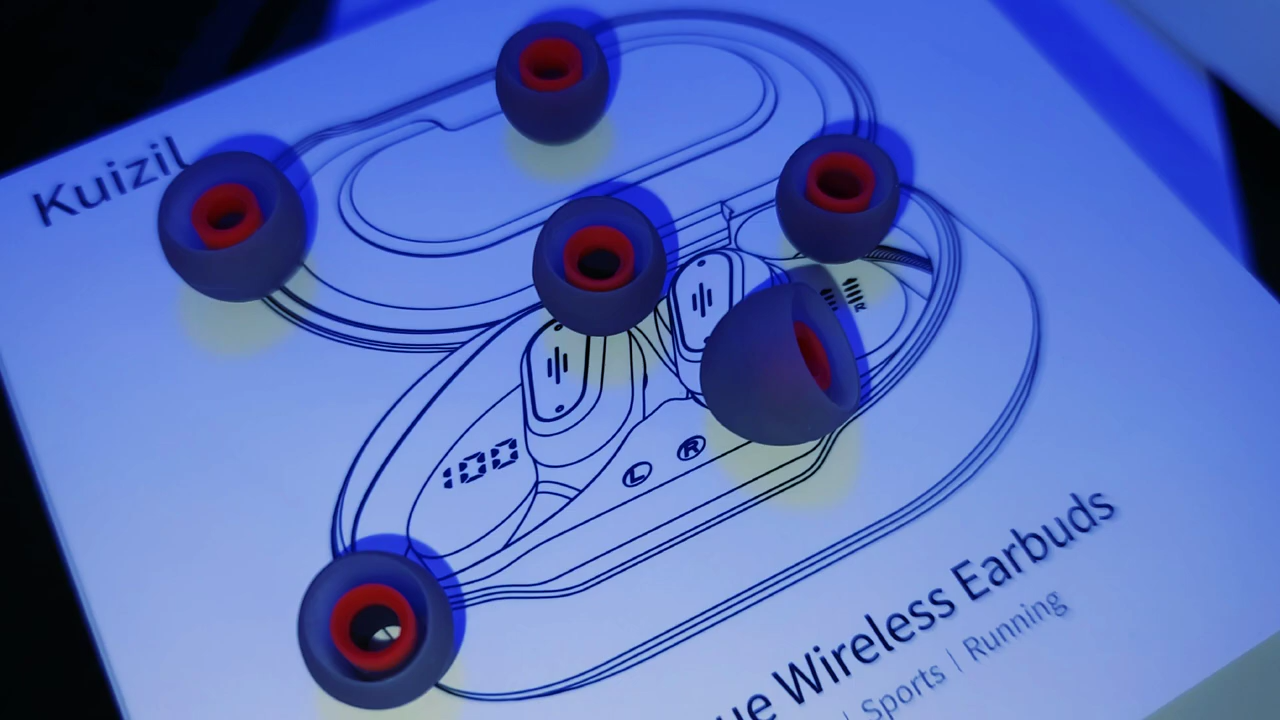 Kuizil
100
L
R
ue Wireless Earbuds
| Sports | Running